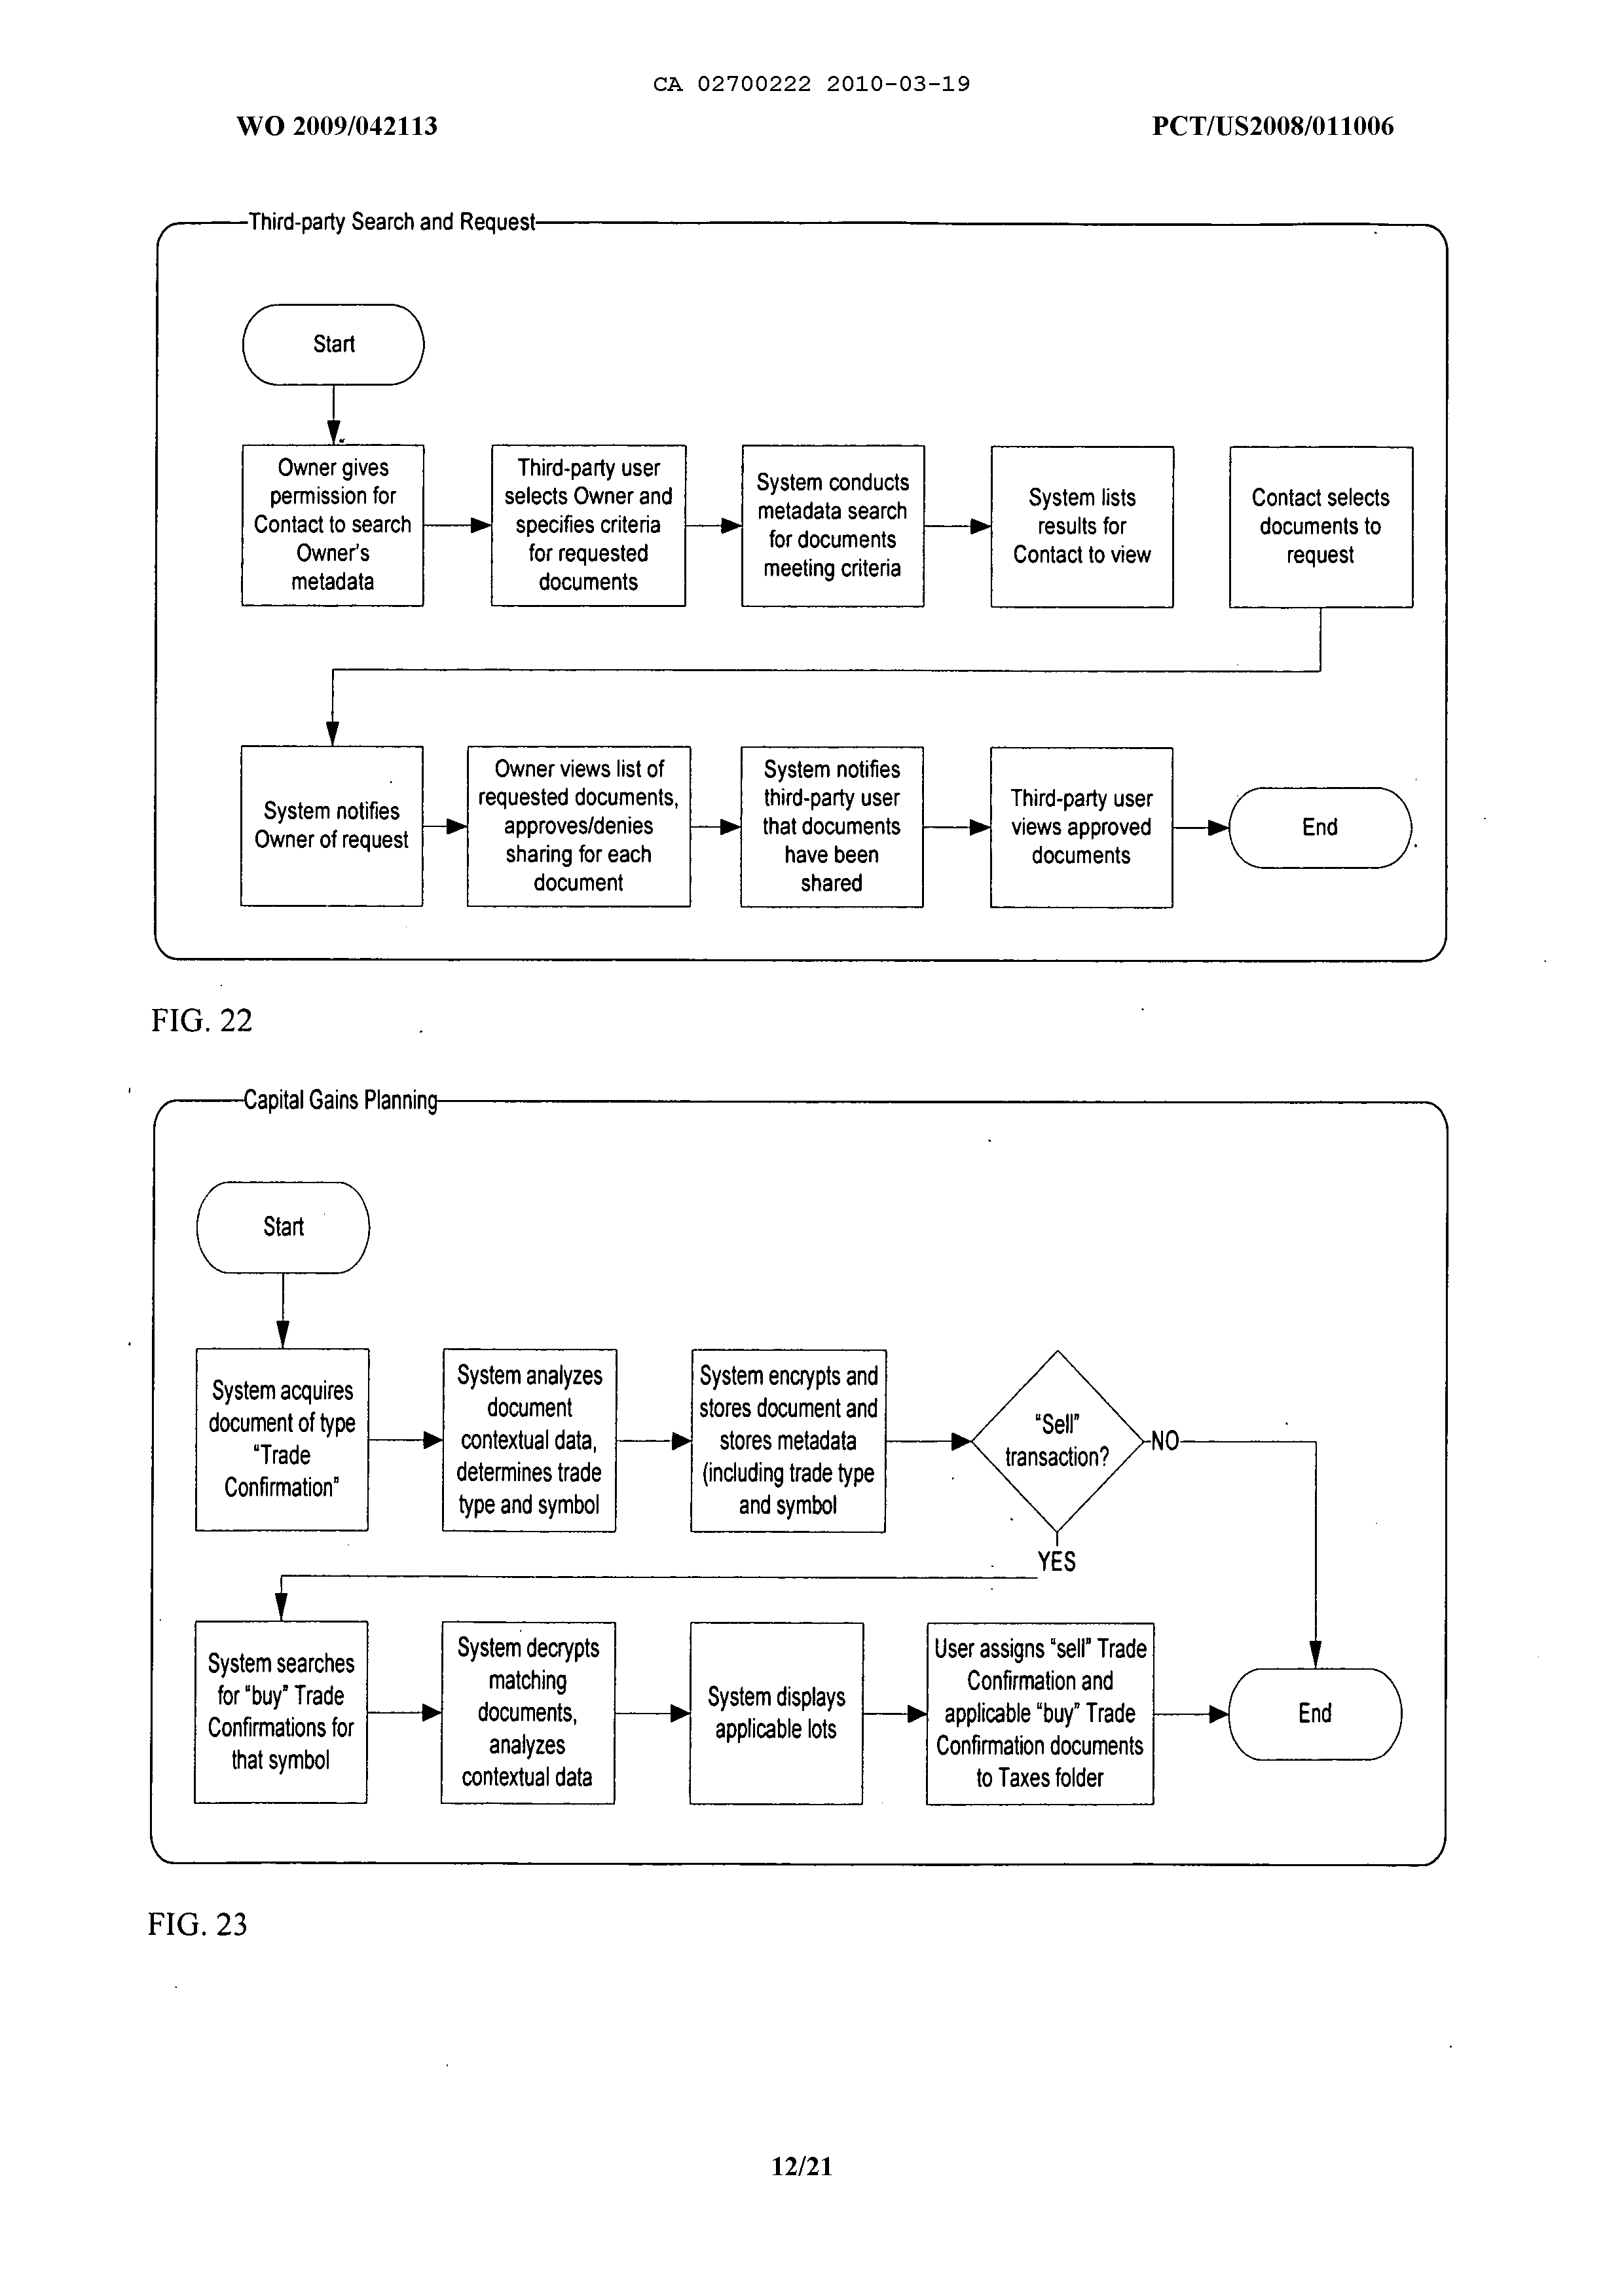 CA 02700222 2010-03-19
WO 2009/042113
PCT/US2008/011006
Third-party Search and Request
Start
Owner gives
permission for
Contact to search
Owner's
metadata
Third-party user
selects Owner and
specifies criteria
for requested
documents
System conducts
metadata search
for documents
meeting criteria
System lists
results for
Contact to view
Contact selects
documents to
request
System notifies
Owner of request
Owner views list of
requested documents,
approves/denies
sharing for each
document
System notifies
third-party user
that documents
have been
shared
Third-party user
views approved
documents
End
FIG. 22
Capital Gains Planning
Start
System acquires
document of type
"Trade
Confirmation"
System analyzes
document
contextual data,
determines trade
type and symbol
System encrypts and
stores document and
stores metadata
(including trade type
and symbol
"Sell"
transaction?
NO
YES
System searches
for "buy" Trade
Confirmations for
that symbol
System decrypts
matching
documents,
analyzes
contextual data
System displays
applicable lots
User assigns "sell" Trade
Confirmation and
applicable "buy" Trade
Confirmation documents
to Taxes folder
End
FIG. 23
12/21